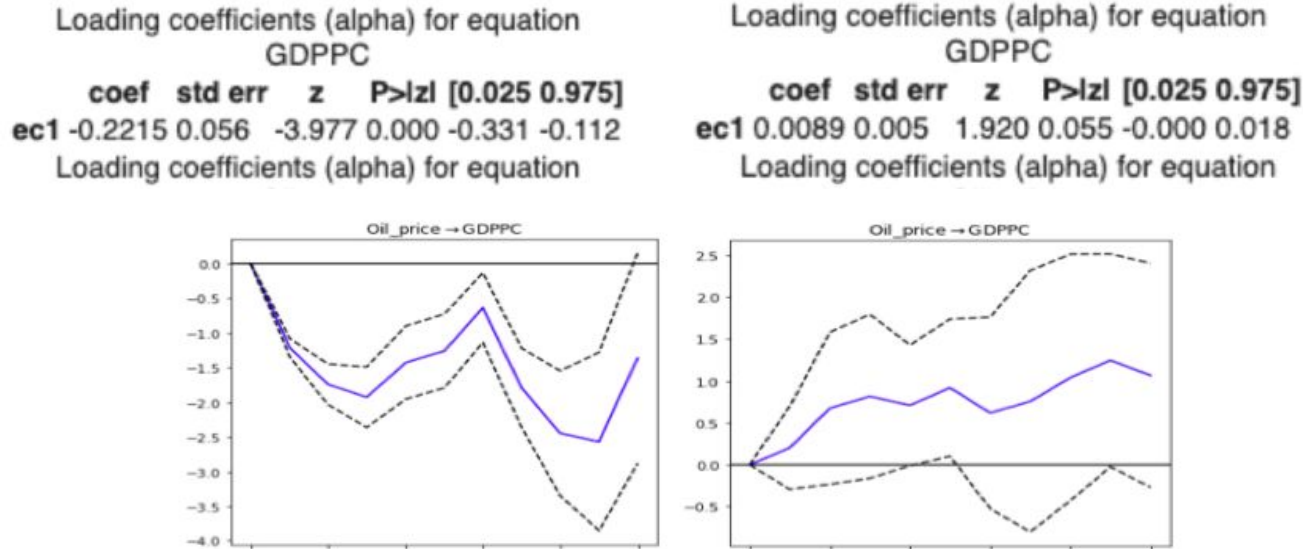 Loading coefficients (alpha) for equation
GDPPC
coef std err z P>|z| [0.025 0.975]
ec1 -0.2215 0.056 -3.977 0.000 -0.331 -0.112
Loading coefficients (alpha) for equation
Loading coefficients (alpha) for equation
GDPPC
coef std err z P>|z| [0.025 0.975]
ec1 0.0089 0.005 1.920 0.055 -0.000 0.018
Loading coefficients (alpha) for equation
Oil_price→GDPPC
0.0
−0.5
−1.0
−1.5
−2.0
−2.5
−3.0
−3.5
−4.0
Oil_price→GDPPC
2.5
2.0
1.5
1.0
0.5
0.0
−0.5